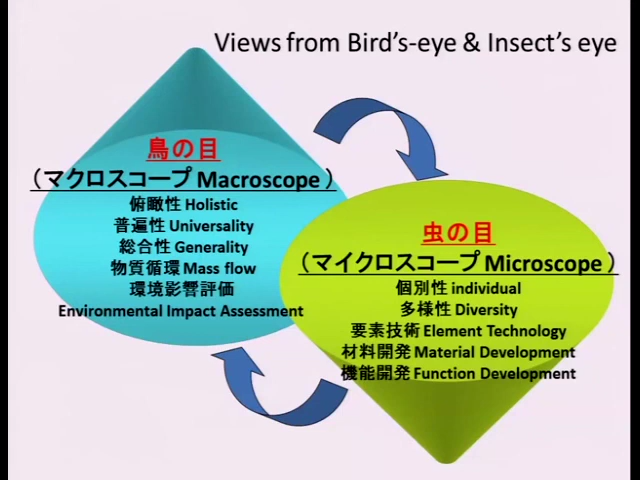 Views from Bird's-eye & Insect's eye
鳥の目
（マクロスコープ Macroscope）
俯瞰性 Holistic
普遍性 Universality
総合性 Generality
物質循環 Mass flow
環境影響評価
Environmental Impact Assessment
虫の目
（マイクロスコープ Microscope）
個別性 individual
多様性 Diversity
要素技術 Element Technology
材料開発 Material Development
機能開発 Function Development